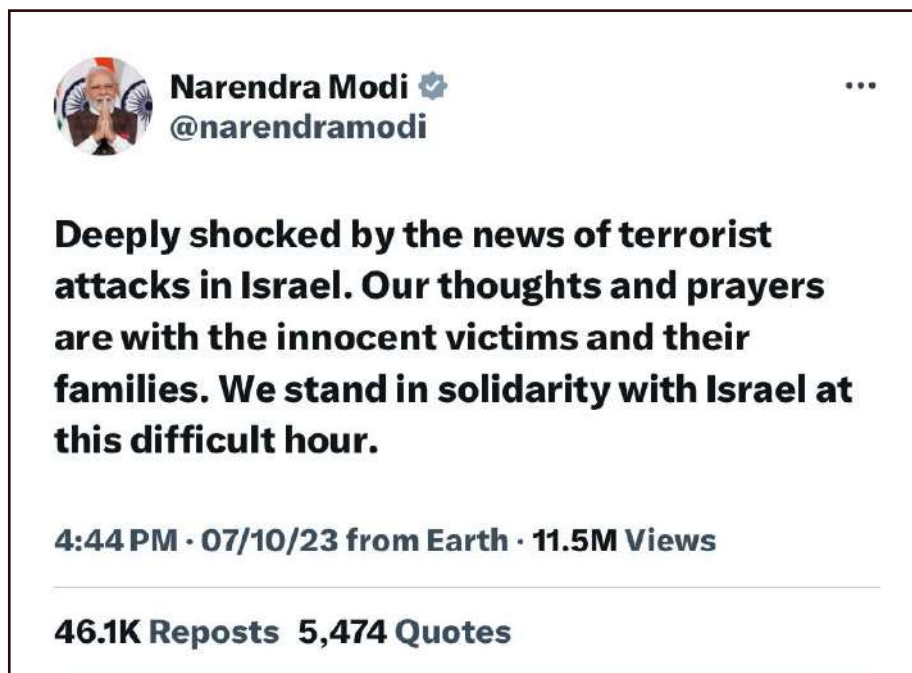 Narendra Modi
@narendramodi
Deeply shocked by the news of terrorist
attacks in Israel. Our thoughts and prayers
are with the innocent victims and their
families. We stand in solidarity with Israel at
this difficult hour.
4:44 PM · 07/10/23 from Earth · 11.5M Views
46.1K Reposts 5,474 Quotes